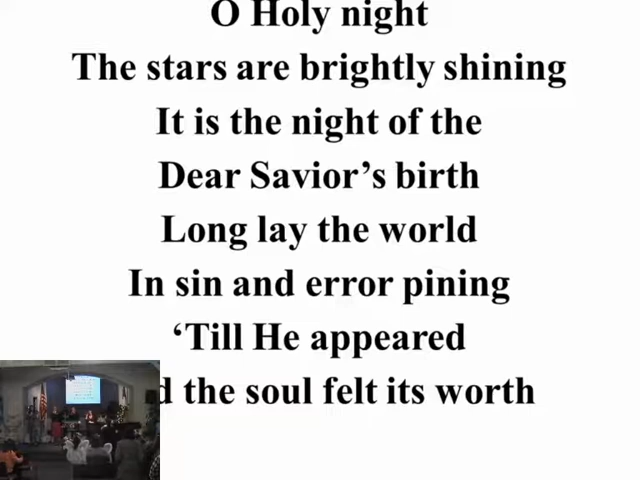 O Holy night
The stars are brightly shining
It is the night of the
Dear Savior’s birth
Long lay the world
In sin and error pining
‘Till He appeared
d the soul felt its worth